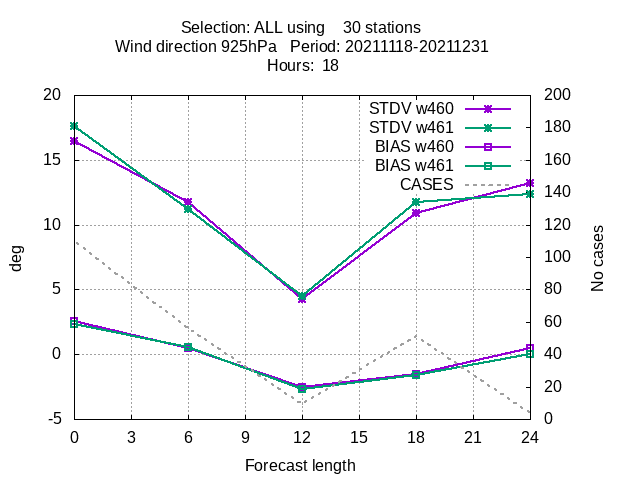 Selection: ALL using    30 stations
Wind direction 925hPa   Period: 20211118-20211231
Hours:  18
STDV w460
STDV w461
BIAS w460
BIAS w461
CASES
20
15
10
5
0
-5
deg
200
180
160
140
120
100
80
60
40
20
0
No cases
0 3 6 9 12 15 18 21 24
Forecast length